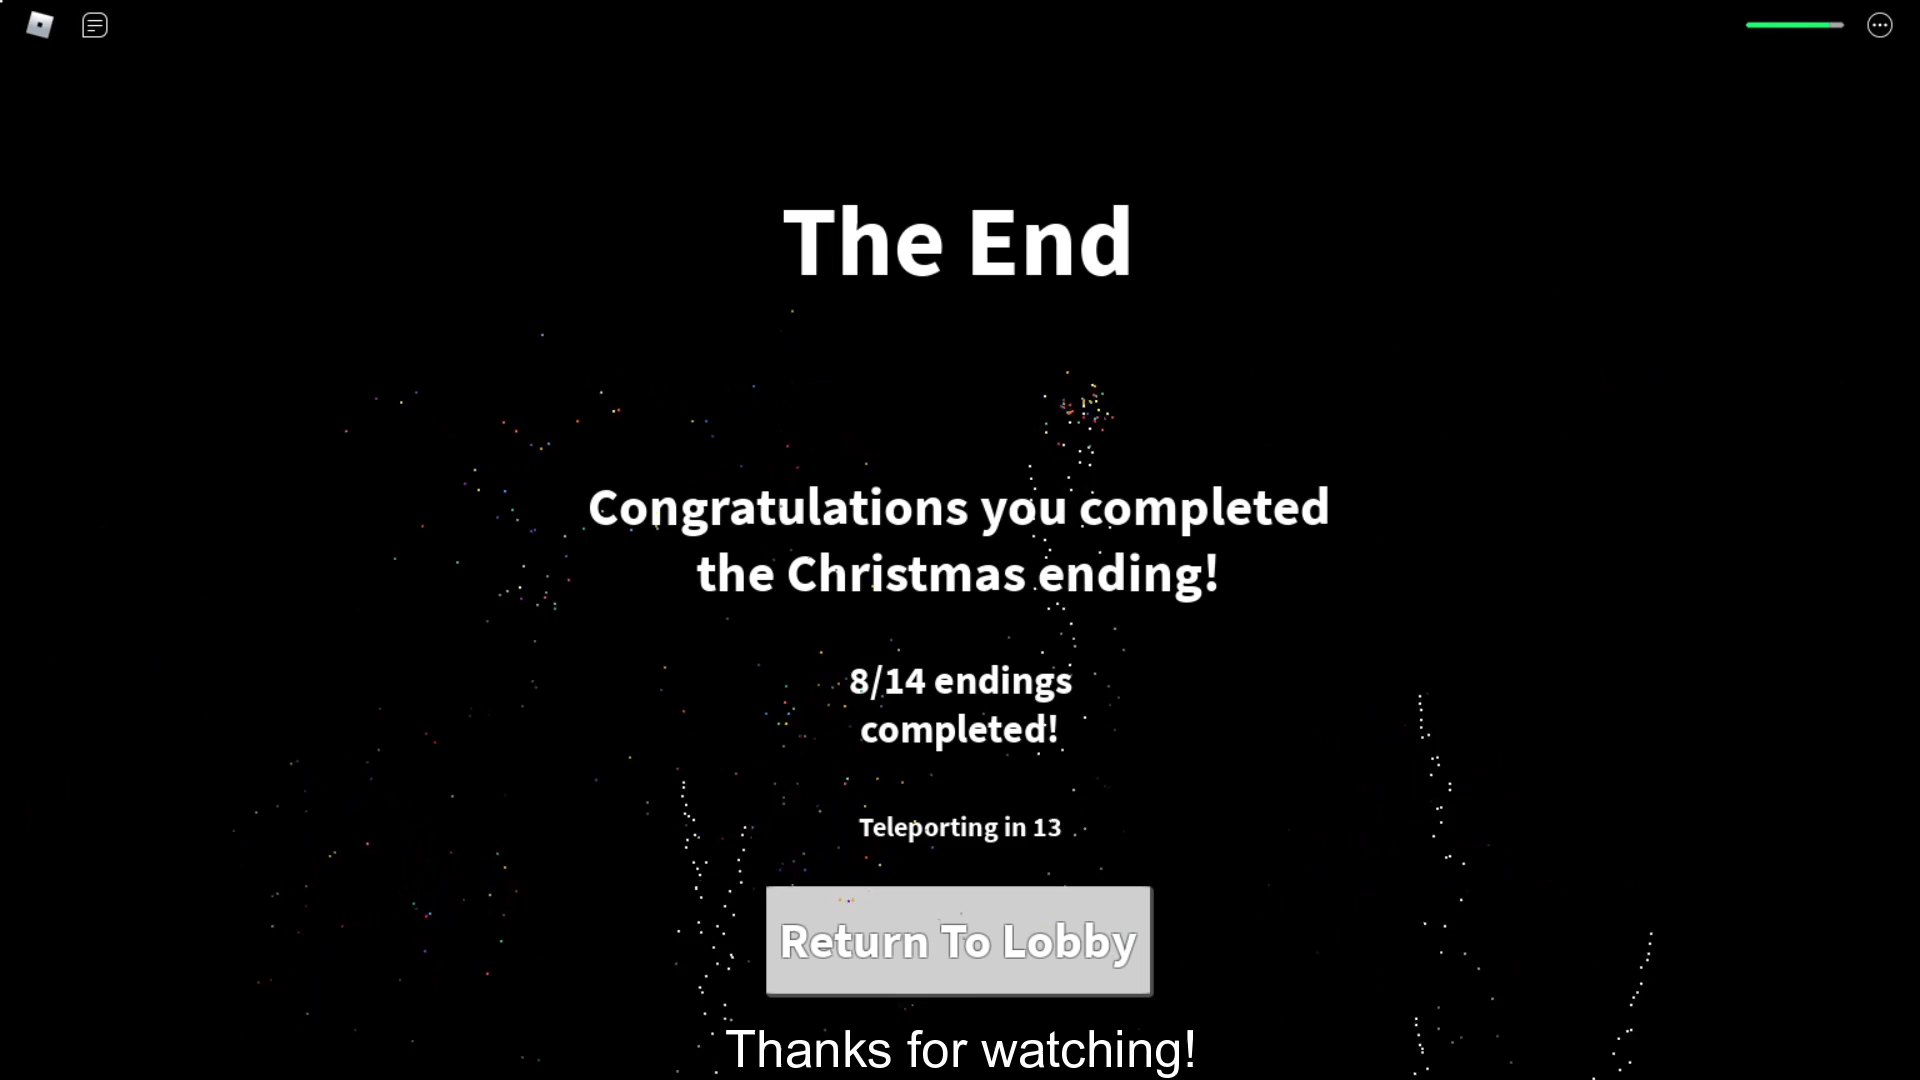 The End
Congratulations you completed
the Christmas ending!
8/14 endings
completed!
Teleporting in 13
Return To Lobby
Thanks for watching!